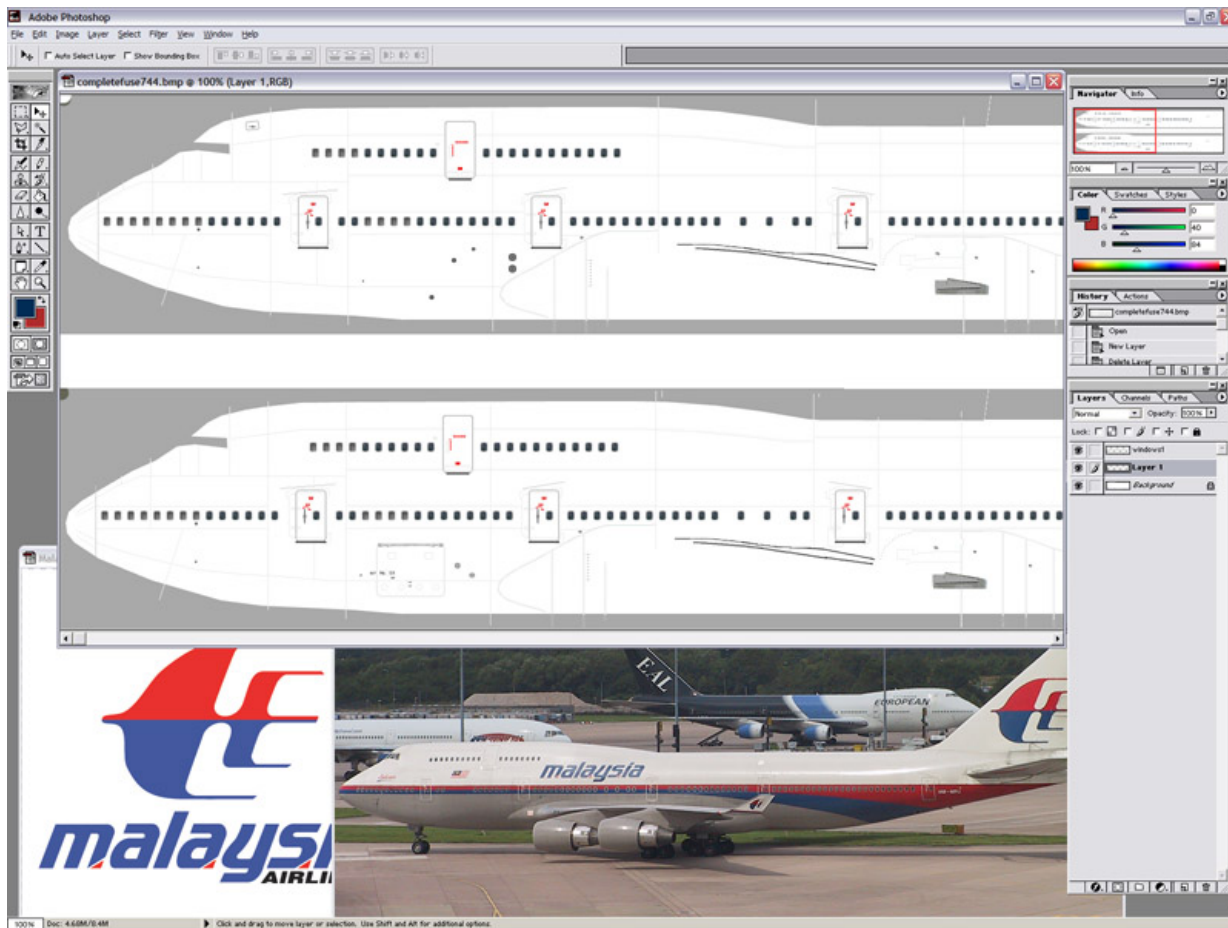 Adobe Photoshop
File Edit Image Layer Select Filter View Window Help
Auto Select Layer Show Bounding Box
completefuse744.bmp @ 100% (Layer 1,RGB)
Navigator Info
100%
Color Swatches Styles
R 0
G 40
B 84
History Actions
completefuse744.bmp
Open
New Layer
Delete Layer
Layers Channels Paths
Normal Opacity: 100%
Lock:
windows1
Layer 1
Background
EAL
EUROPEAN
malaysia
malaysi
AIRLI
100% Doc: 4.68M/8.4M Click and drag to move layer or selection. Use Shift and Alt for additional options.